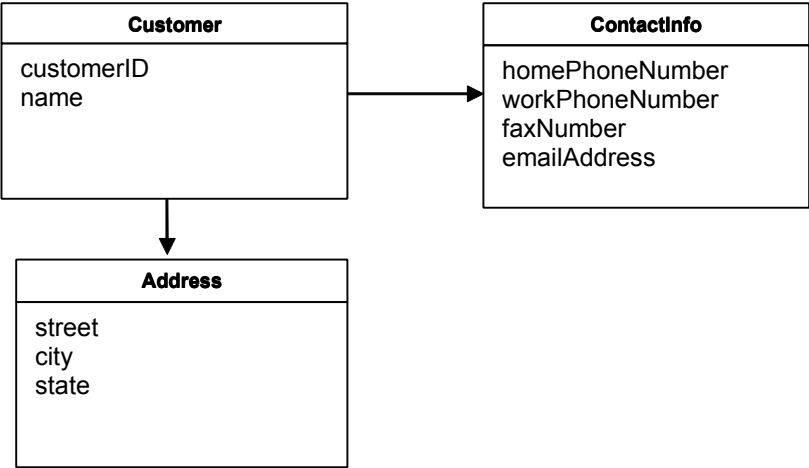 Customer
customerID
name
ContactInfo
homePhoneNumber
workPhoneNumber
faxNumber
emailAddress
Address
street
city
state